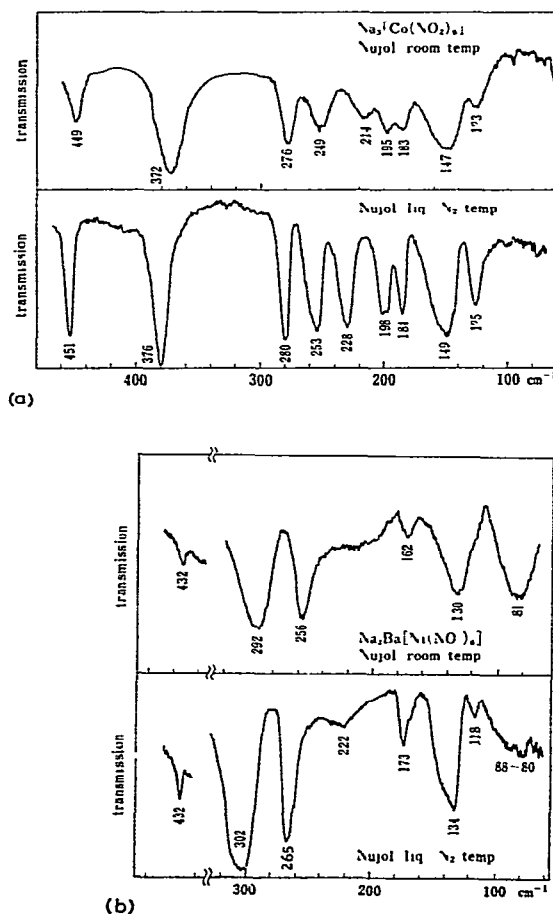 Na₃[Co(NO₂)₆]
Nujol room temp
transmission
449
372
276
249
214
195
183
147
123
Nujol liq N₂ temp
transmission
451
376
280
253
228
198
184
149
125
400 300 200 100 cm⁻¹
(a)
transmission
432
292
256
162
130
81
Na₂Ba[Ni(NO )₆]
Nujol room temp
transmission
432
302
265
222
173
134
118
88~80
Nujol liq N₂ temp
300 200 100 cm⁻¹
(b)